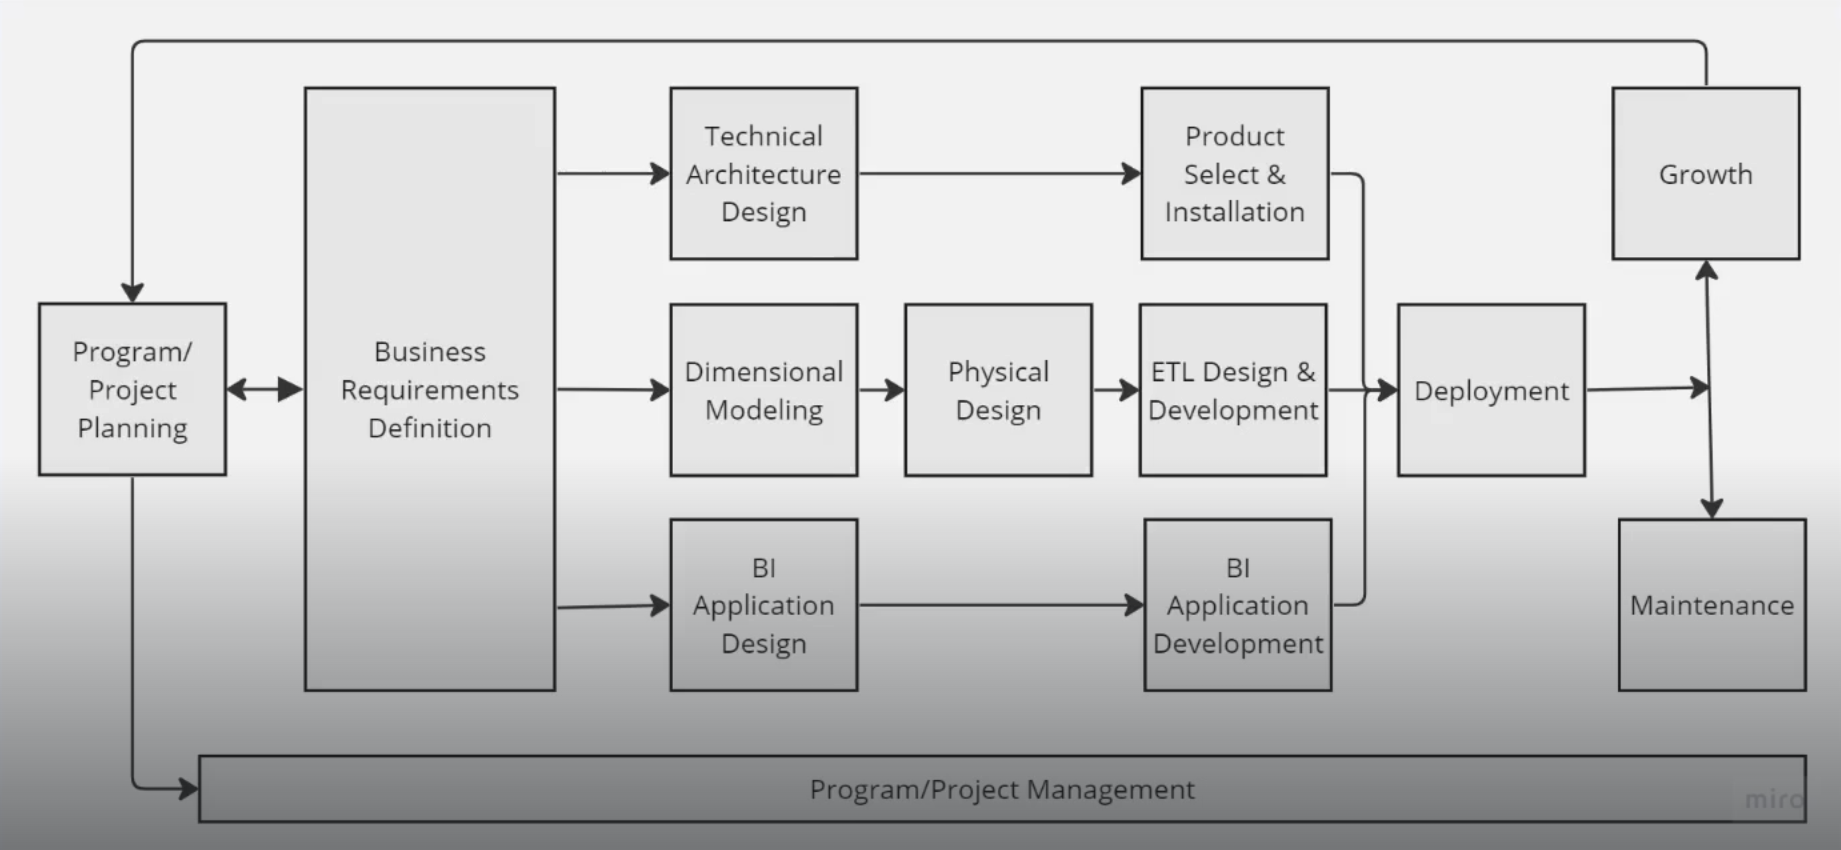 Technical
Architecture
Design
Product
Select &
Installation
Growth
Program/
Project
Planning
Business
Requirements
Definition
Dimensional
Modeling
Physical
Design
ETL Design &
Development
Deployment
BI
Application
Design
BI
Application
Development
Maintenance
Program/Project Management
miro